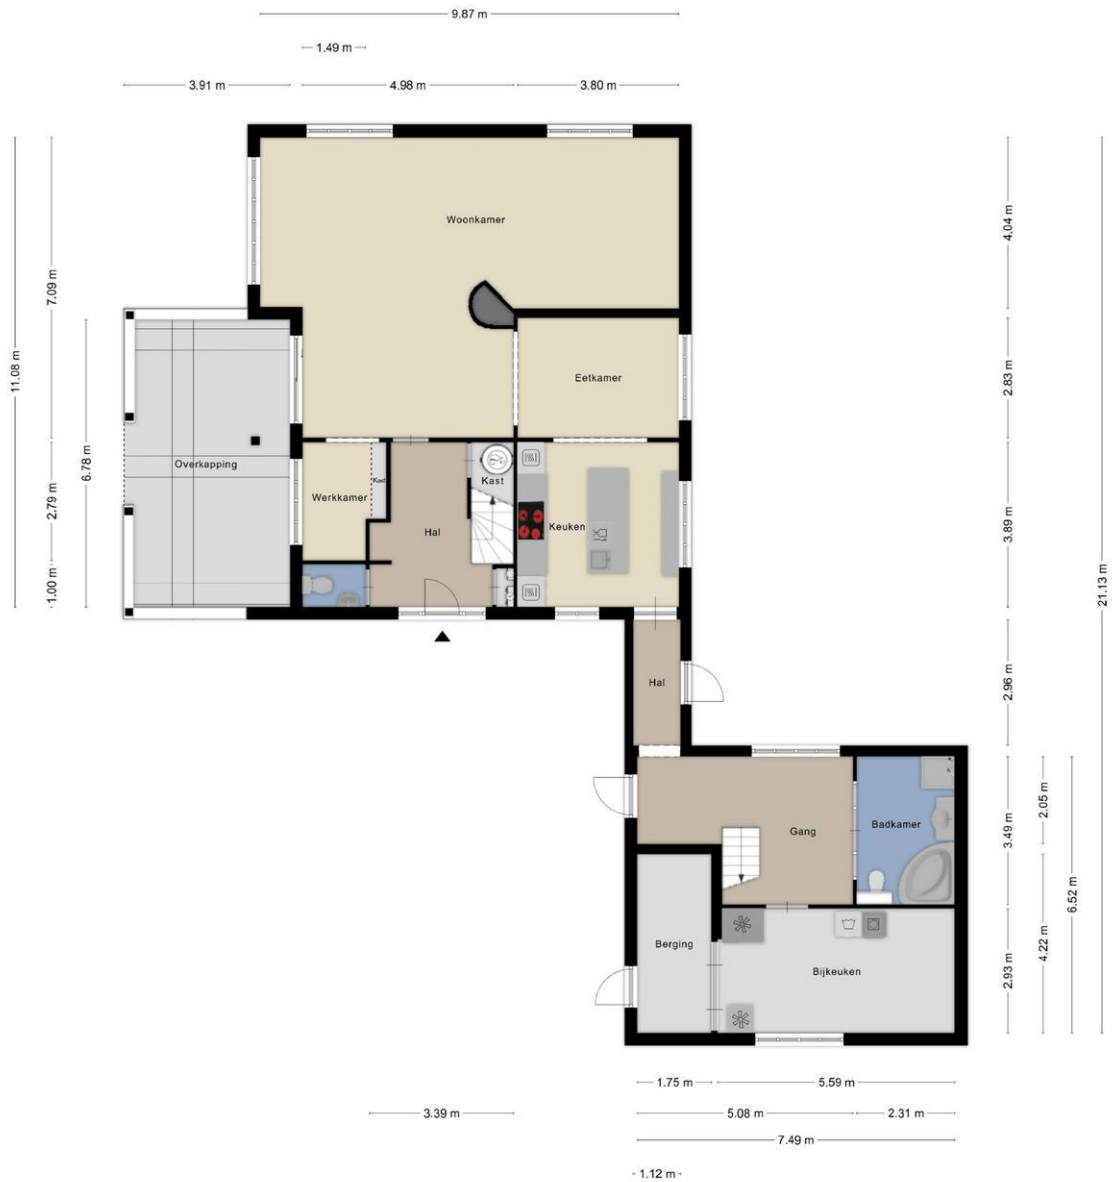 9.87 m
1.49 m
3.91 m
4.98 m
3.80 m
Woonkamer
4.04 m
7.09 m
11.08 m
21.13 m
Eetkamer
2.83 m
6.78 m
Overkapping
2.79 m
Werkkamer
Kast
Kast
Hal
Keuken
3.89 m
1.00 m
Hal
2.96 m
Gang
Badkamer
3.49 m
2.05 m
6.52 m
Berging
Bijkeuken
2.93 m
4.22 m
1.75 m
5.59 m
3.39 m
5.08 m
2.31 m
7.49 m
1.12 m